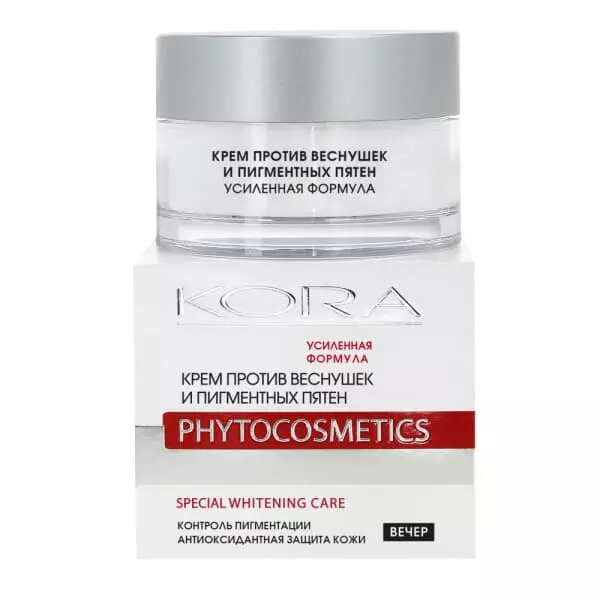 КРЕМ ПРОТИВ ВЕСНУШЕК
И ПИГМЕНТНЫХ ПЯТЕН
УСИЛЕННАЯ ФОРМУЛА
KORA
УСИЛЕННАЯ
ФОРМУЛА
КРЕМ ПРОТИВ ВЕСНУШЕК
И ПИГМЕНТНЫХ ПЯТЕН
PHYTOCOSMETICS
SPECIAL WHITENING CARE
КОНТРОЛЬ ПИГМЕНТАЦИИ
АНТИОКСИДАНТНАЯ ЗАЩИТА КОЖИ
ВЕЧЕР